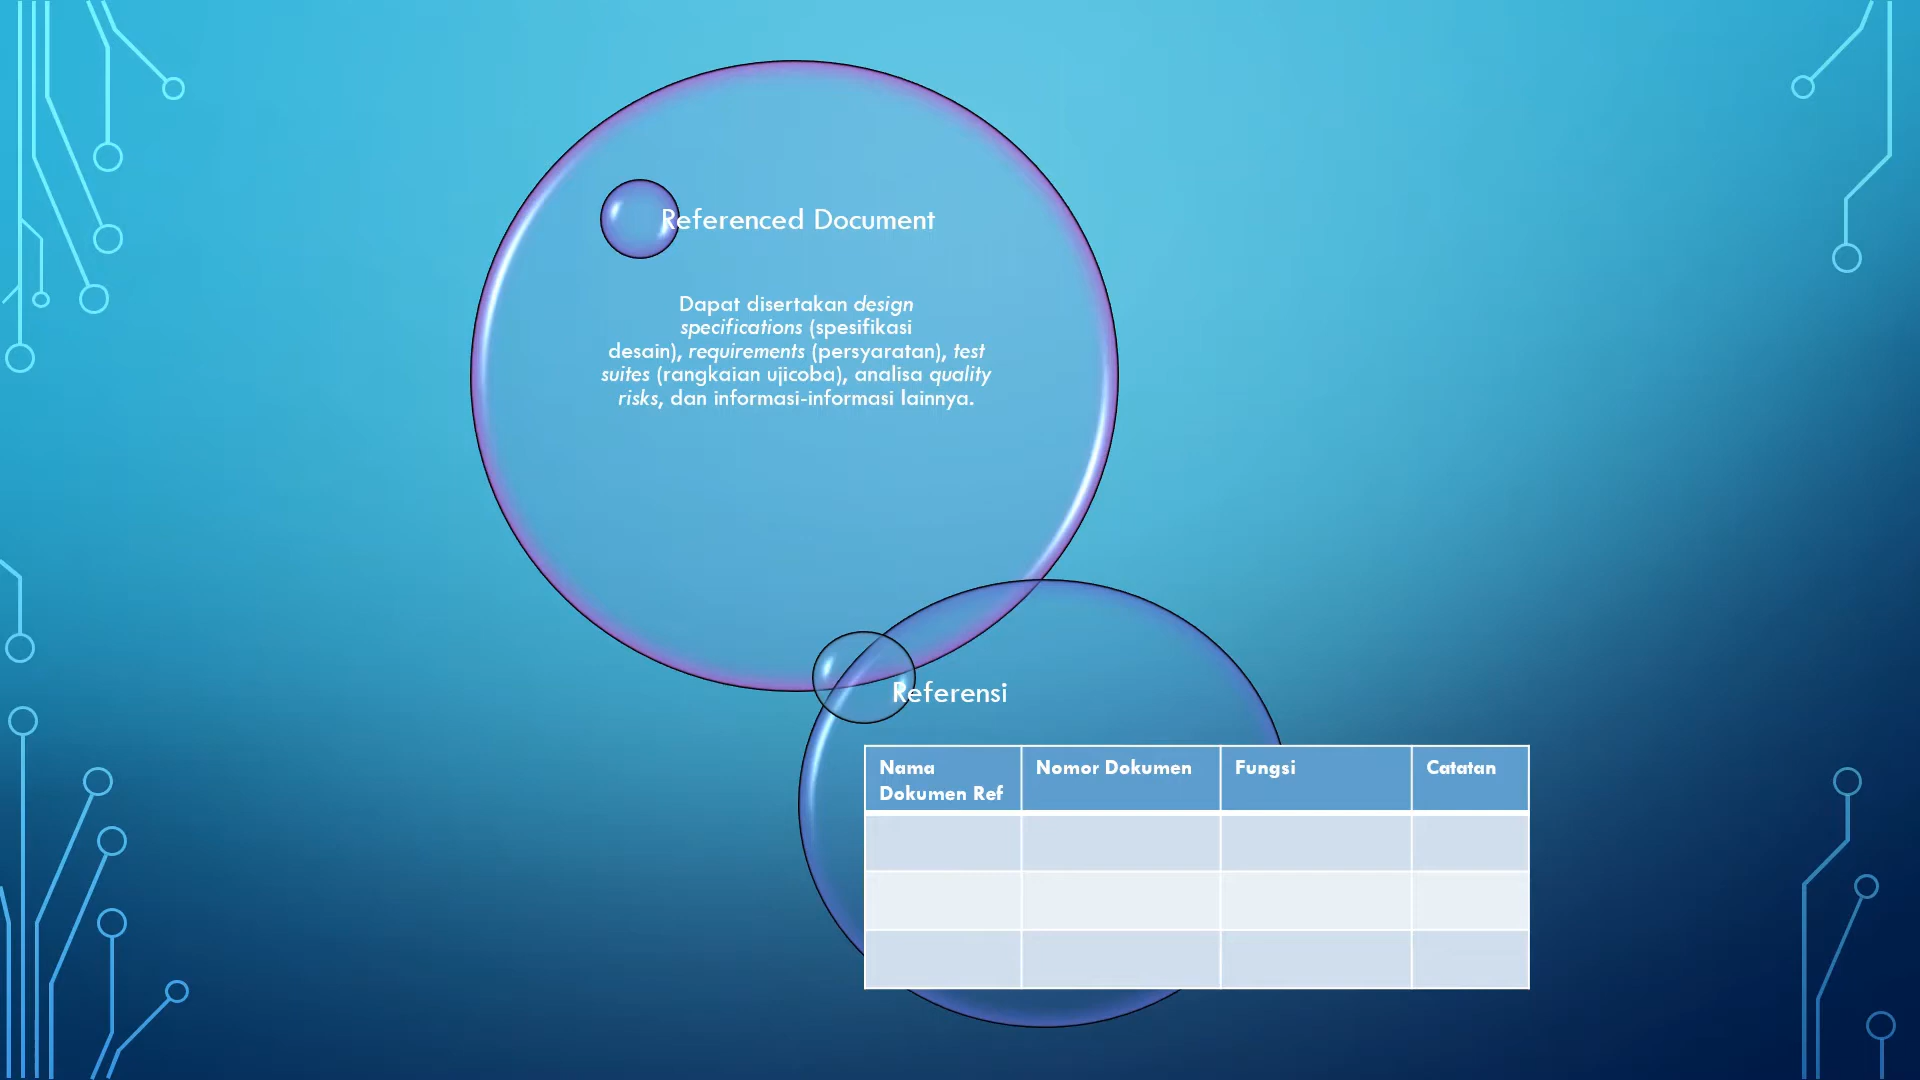 Referenced Document
Dapat disertakan design
specifications (spesifikasi
desain), requirements (persyaratan), test
suites (rangkaian ujicoba), analisa quality
risks, dan informasi-informasi lainnya.
Referensi
Nama Dokumen Ref	Nomor Dokumen	Fungsi	Catatan